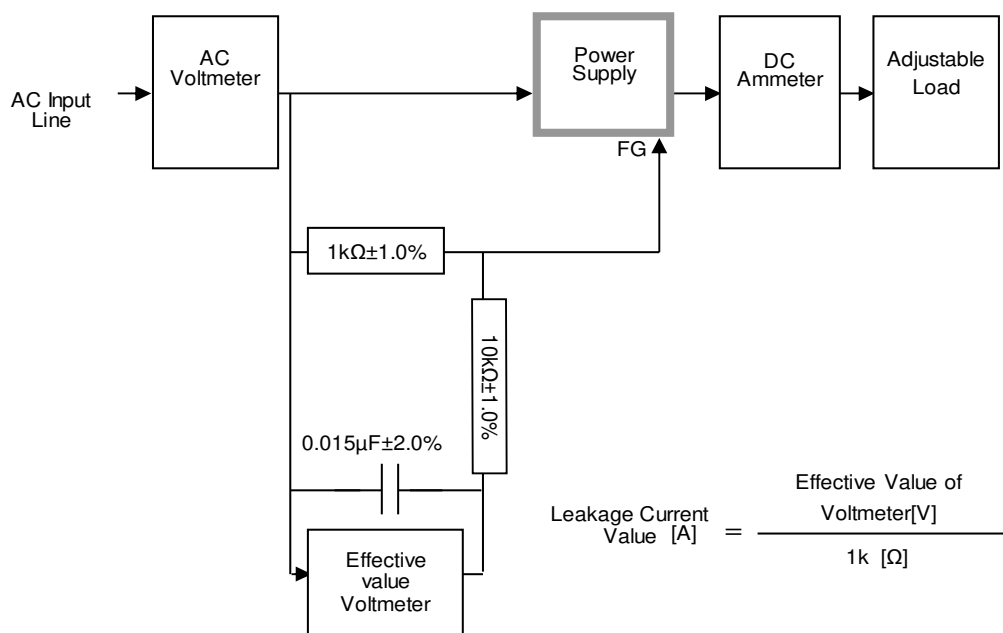 AC Input
Line
AC
Voltmeter
Power
Supply
FG
DC
Ammeter
Adjustable
Load
1kΩ±1.0%
10kΩ±1.0%
0.015μF±2.0%
Effective
value
Voltmeter
Leakage Current
Value [A]
=
Effective Value of
Voltmeter[V]
1k [Ω]